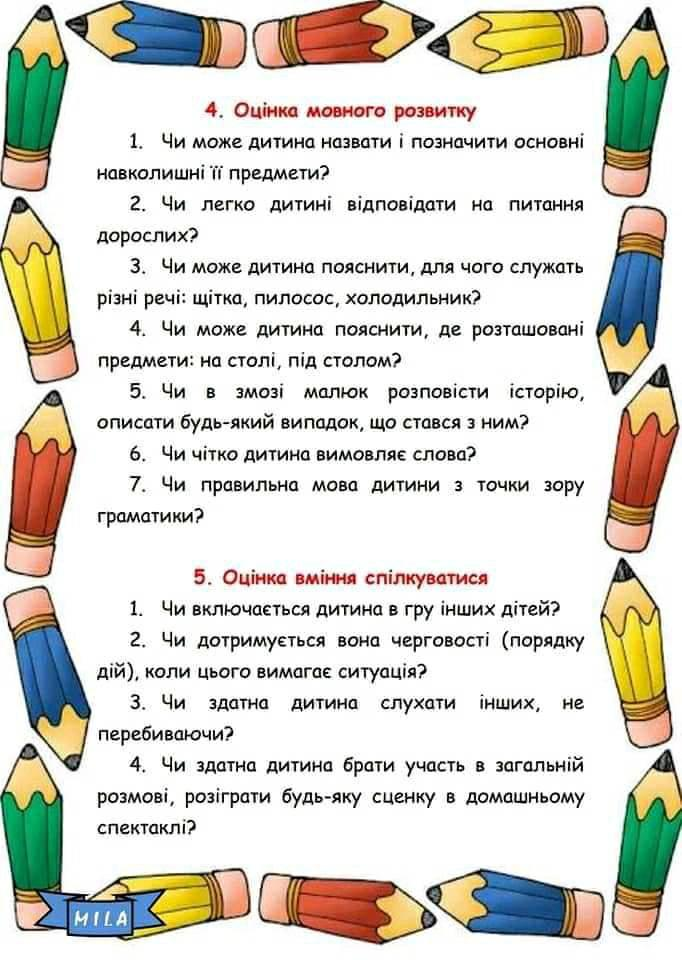 4. Оцінка мовного розвитку
1. Чи може дитина назвати і позначити основні
навколишні її предмети?
2. Чи легко дитині відповідати на питання
дорослих?
3. Чи може дитина пояснити, для чого служать
різні речі: щітка, пилосос, холодильник?
4. Чи може дитина пояснити, де розташовані
предмети: на столі, під столом?
5. Чи в змозі малюк розповісти історію,
описати будь-який випадок, що стався з ним?
6. Чи чітко дитина вимовляє слова?
7. Чи правильна мова дитини з точки зору
граматики?
5. Оцінка вміння спілкуватися
1. Чи включається дитина в гру інших дітей?
2. Чи дотримується вона черговості (порядку
дій), коли цього вимагає ситуація?
3. Чи здатна дитина слухати інших, не
перебиваючи?
4. Чи здатна дитина брати участь в загальній
розмові, розіграти будь-яку сценку в домашньому
спектаклі?
MILA